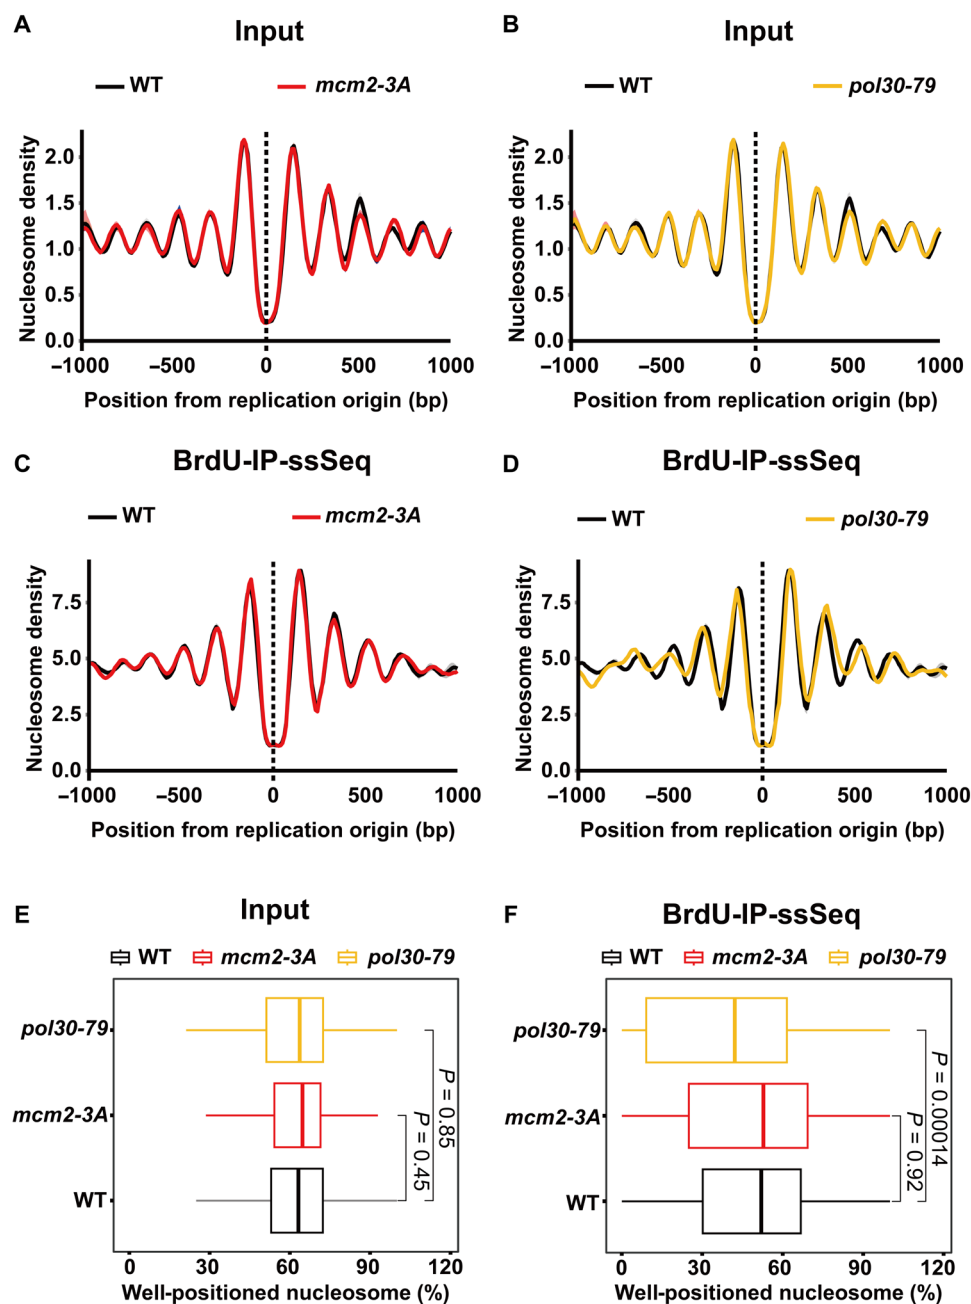 A
Input
WT
mcm2-3A
Nucleosome density
2.0
1.5
1.0
0.5
0.0
−1000
−500
0
500
1000
Position from replication origin (bp)
B
Input
WT
pol30-79
Nucleosome density
2.0
1.5
1.0
0.5
0.0
−1000
−500
0
500
1000
Position from replication origin (bp)
C
BrdU-IP-ssSeq
WT
mcm2-3A
Nucleosome density
7.5
5.0
2.5
0.0
−1000
−500
0
500
1000
Position from replication origin (bp)
D
BrdU-IP-ssSeq
WT
pol30-79
Nucleosome density
7.5
5.0
2.5
0.0
−1000
−500
0
500
1000
Position from replication origin (bp)
E
Input
WT
mcm2-3A
pol30-79
pol30-79
mcm2-3A
WT
P = 0.85
P = 0.45
0
30
60
90
120
Well-positioned nucleosome (%)
F
BrdU-IP-ssSeq
WT
mcm2-3A
pol30-79
pol30-79
mcm2-3A
WT
P = 0.00014
P = 0.92
0
30
60
90
120
Well-positioned nucleosome (%)